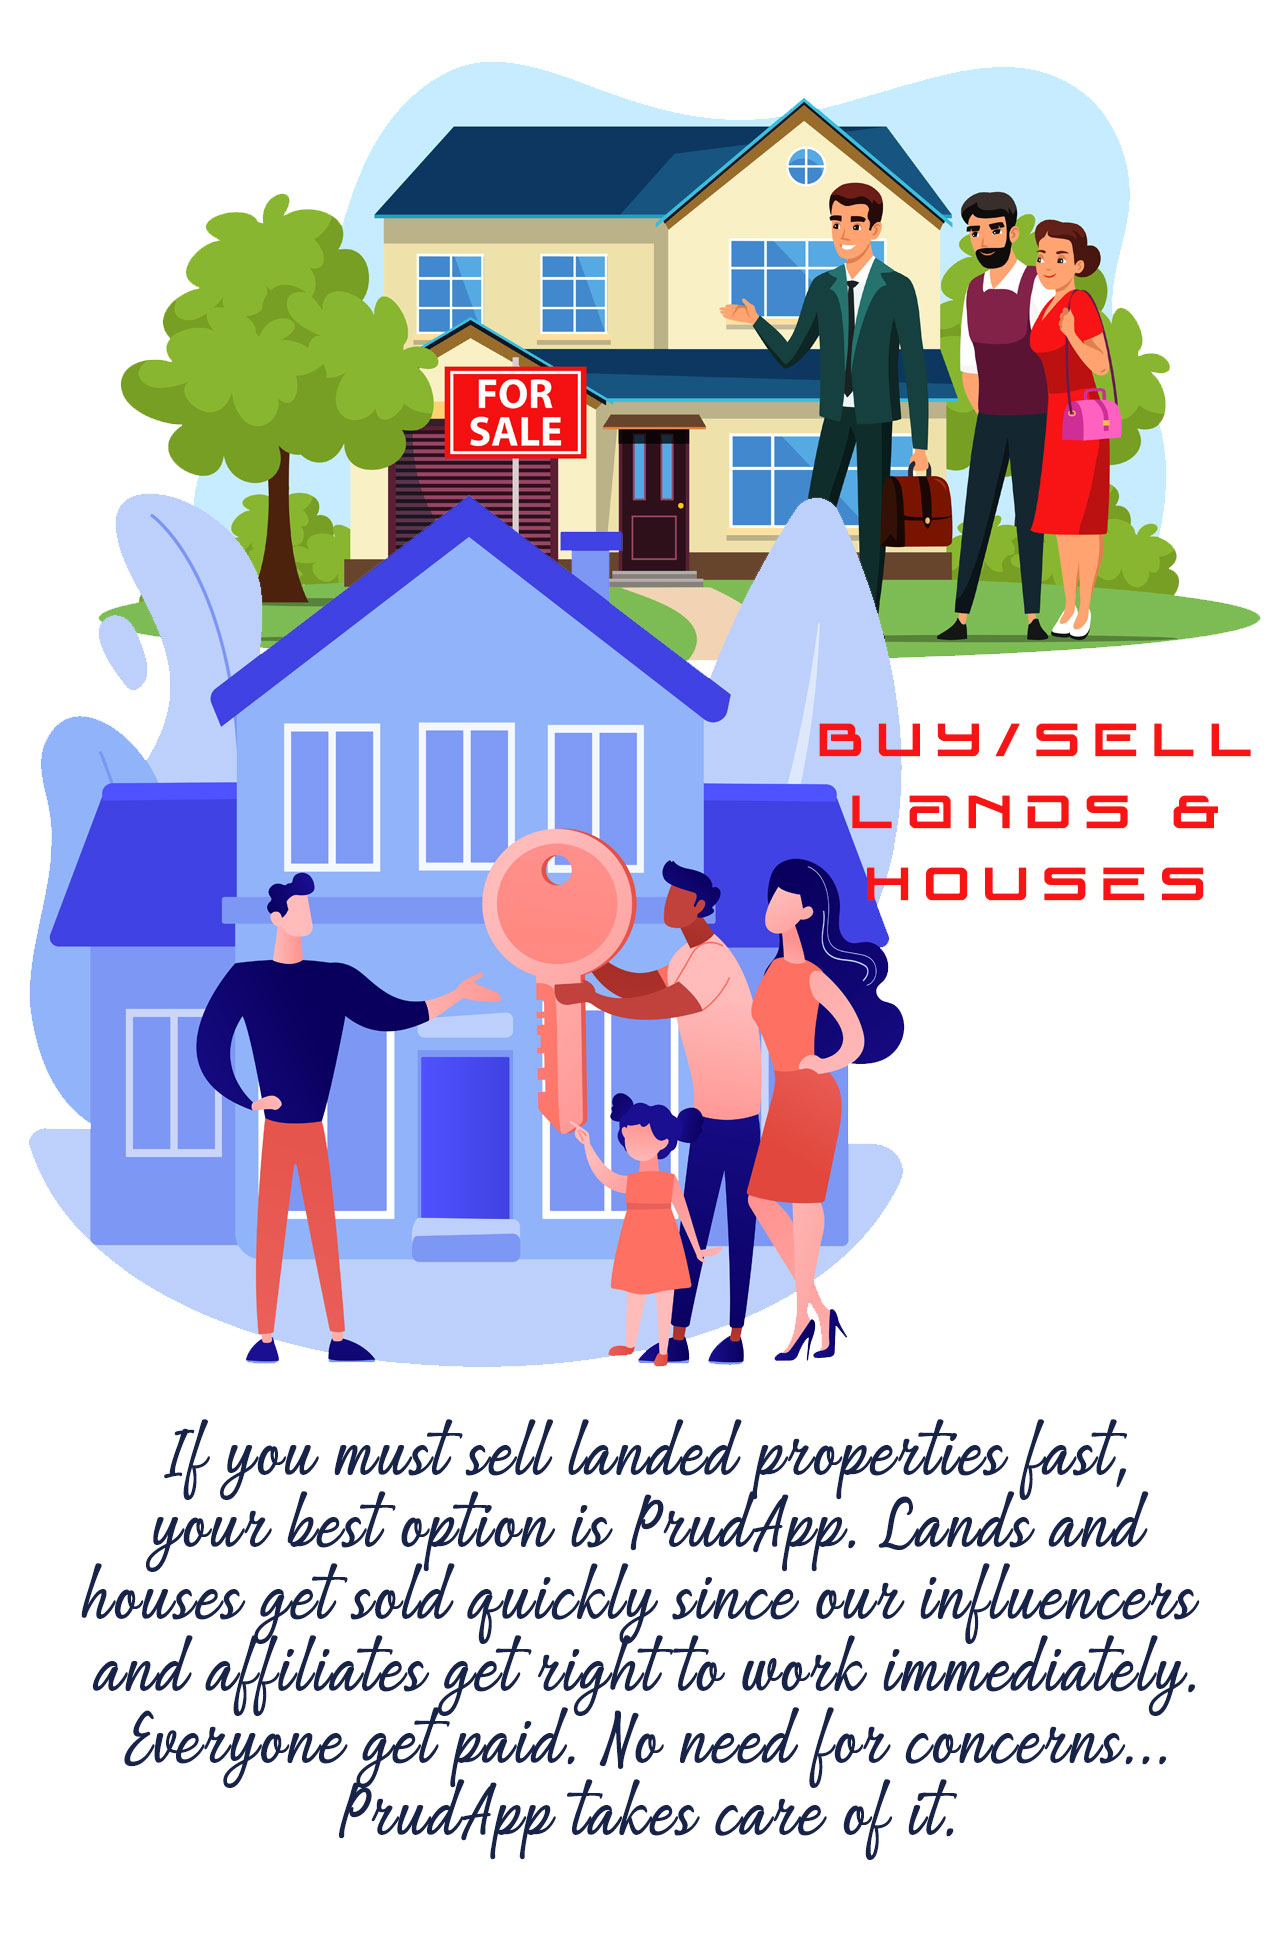 FOR
SALE
BUY/SELL
LaNDS &
HOUSES
If you must sell landed properties fast,
your best option is PrudApp. Lands and
houses get sold quickly since our influencers
and affiliates get right to work immediately.
Everyone get paid. No need for concerns...
PrudApp takes care of it.